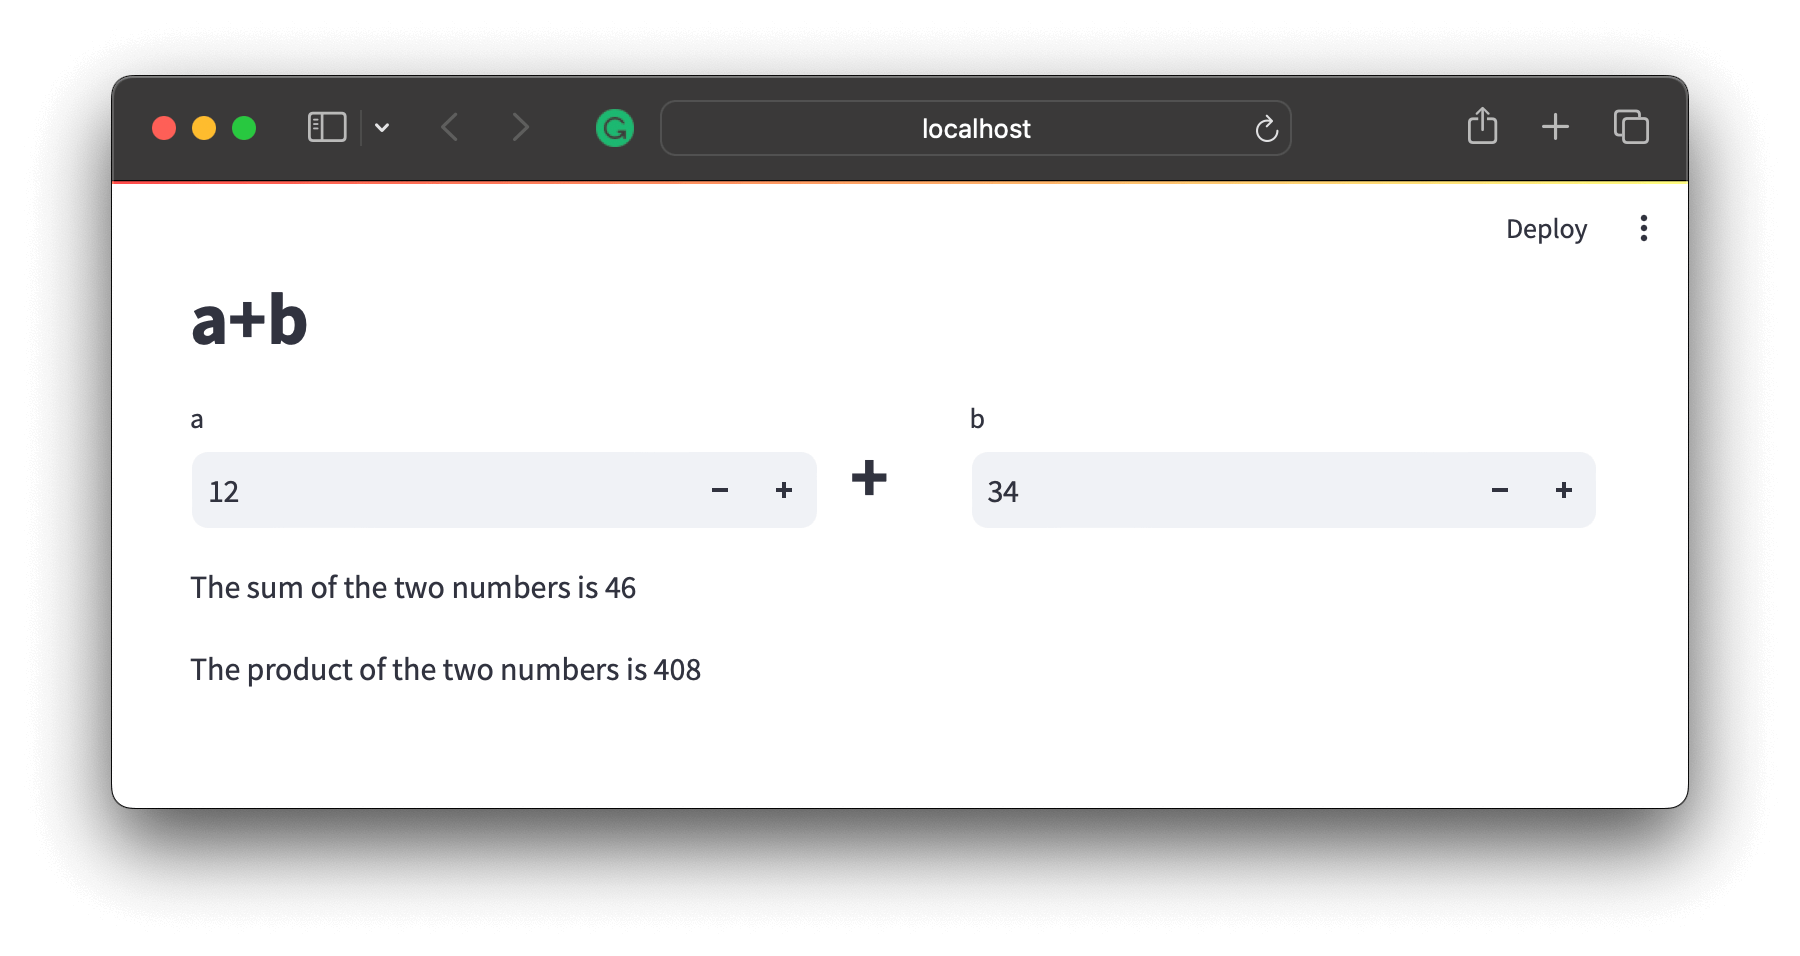 localhost
Deploy
a+b
a
b
12 − +
+
34 − +
The sum of the two numbers is 46
The product of the two numbers is 408